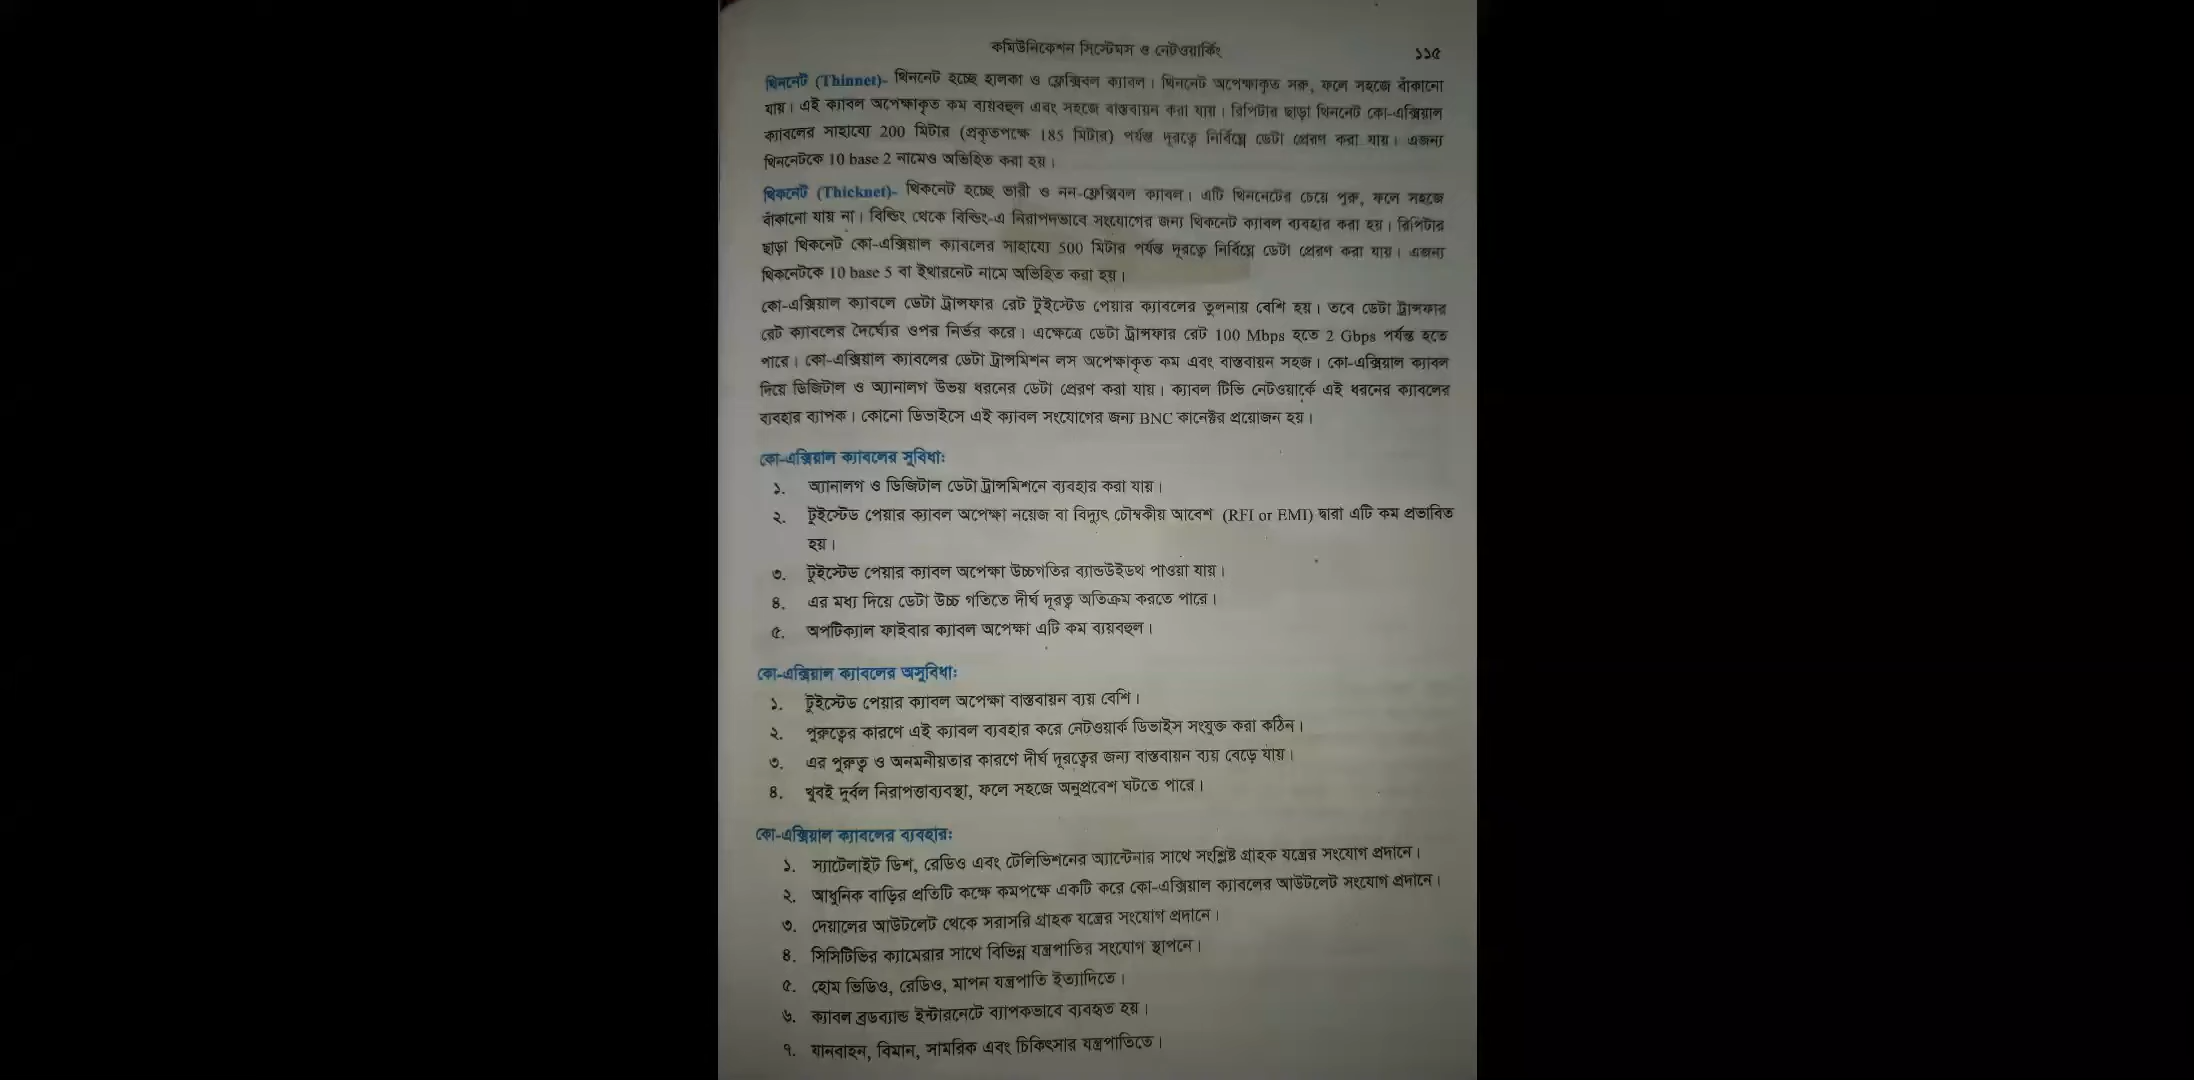 কমিউনিকেশন সিস্টেমস ও নেটওয়ার্কিং
১১৫
থিননেট (Thinnet)- থিননেট হচ্ছে হালকা ও ফ্লেক্সিবল ক্যাবল। থিননেট অপেক্ষাকৃত সরু, ফলে সহজে বাঁকানো
যায়। এই ক্যাবল অপেক্ষাকৃত কম ব্যয়বহুল এবং সহজে বাস্তবায়ন করা যায়। রিপিটার ছাড়া থিননেট কো-এক্সিয়াল
ক্যাবলের সাহায্যে 200 মিটার (প্রকৃতপক্ষে 185 মিটার) পর্যন্ত দূরত্বে নির্বিঘ্নে ডেটা প্রেরণ করা যায়। এজন্য
থিননেটকে 10 base 2 নামেও অভিহিত করা হয়।
থিকনেট (Thicknet)- থিকনেট হচ্ছে ভারী ও নন-ফ্লেক্সিবল ক্যাবল। এটি থিননেটের চেয়ে পুরু, ফলে সহজে
বাঁকানো যায় না। বিল্ডিং থেকে বিল্ডিং-এ নিরাপদভাবে সংযোগের জন্য থিকনেট ক্যাবল ব্যবহার করা হয়। রিপিটার
ছাড়া থিকনেট কো-এক্সিয়াল ক্যাবলের সাহায্যে 500 মিটার পর্যন্ত দূরত্বে নির্বিঘ্নে ডেটা প্রেরণ করা যায়। এজন্য
থিকনেটকে 10 base 5 বা ইথারনেট নামে অভিহিত করা হয়।
কো-এক্সিয়াল ক্যাবলে ডেটা ট্রান্সফার রেট টুইস্টেড পেয়ার ক্যাবলের তুলনায় বেশি হয়। তবে ডেটা ট্রান্সফার
রেট ক্যাবলের দৈর্ঘ্যের ওপর নির্ভর করে। এক্ষেত্রে ডেটা ট্রান্সফার রেট 100 Mbps হতে 2 Gbps পর্যন্ত হতে
পারে। কো-এক্সিয়াল ক্যাবলের ডেটা ট্রান্সমিশন লস অপেক্ষাকৃত কম এবং বাস্তবায়ন সহজ। কো-এক্সিয়াল ক্যাবল
দিয়ে ডিজিটাল ও অ্যানালগ উভয় ধরনের ডেটা প্রেরণ করা যায়। ক্যাবল টিভি নেটওয়ার্কে এই ধরনের ক্যাবলের
ব্যবহার ব্যাপক। কোনো ডিভাইসে এই ক্যাবল সংযোগের জন্য BNC কানেক্টর প্রয়োজন হয়।
কো-এক্সিয়াল ক্যাবলের সুবিধা:
১. অ্যানালগ ও ডিজিটাল ডেটা ট্রান্সমিশনে ব্যবহার করা যায়।
২. টুইস্টেড পেয়ার ক্যাবল অপেক্ষা নয়েজ বা বিদ্যুৎ চৌম্বকীয় আবেশ (RFI or EMI) দ্বারা এটি কম প্রভাবিত
হয়।
৩. টুইস্টেড পেয়ার ক্যাবল অপেক্ষা উচ্চগতির ব্যান্ডউইডথ পাওয়া যায়।
৪. এর মধ্য দিয়ে ডেটা উচ্চ গতিতে দীর্ঘ দূরত্ব অতিক্রম করতে পারে।
৫. অপটিক্যাল ফাইবার ক্যাবল অপেক্ষা এটি কম ব্যয়বহুল।
কো-এক্সিয়াল ক্যাবলের অসুবিধা:
১. টুইস্টেড পেয়ার ক্যাবল অপেক্ষা বাস্তবায়ন ব্যয় বেশি।
২. পুরুত্বের কারণে এই ক্যাবল ব্যবহার করে নেটওয়ার্ক ডিভাইস সংযুক্ত করা কঠিন।
৩. এর পুরুত্ব ও অনমনীয়তার কারণে দীর্ঘ দূরত্বের জন্য বাস্তবায়ন ব্যয় বেড়ে যায়।
৪. খুবই দুর্বল নিরাপত্তাব্যবস্থা, ফলে সহজে অনুপ্রবেশ ঘটতে পারে।
কো-এক্সিয়াল ক্যাবলের ব্যবহার:
১. স্যাটেলাইট ডিশ, রেডিও এবং টেলিভিশনের অ্যান্টেনার সাথে সংশ্লিষ্ট গ্রাহক যন্ত্রের সংযোগ প্রদানে।
২. আধুনিক বাড়ির প্রতিটি কক্ষে কমপক্ষে একটি করে কো-এক্সিয়াল ক্যাবলের আউটলেট সংযোগ প্রদানে।
৩. দেয়ালের আউটলেট থেকে সরাসরি গ্রাহক যন্ত্রের সংযোগ প্রদানে।
৪. সিসিটিভির ক্যামেরার সাথে বিভিন্ন যন্ত্রপাতির সংযোগ স্থাপনে।
৫. হোম ভিডিও, রেডিও, মাপন যন্ত্রপাতি ইত্যাদিতে।
৬. ক্যাবল ব্রডব্যান্ড ইন্টারনেটে ব্যাপকভাবে ব্যবহৃত হয়।
৭. যানবাহন, বিমান, সামরিক এবং চিকিৎসার যন্ত্রপাতিতে।